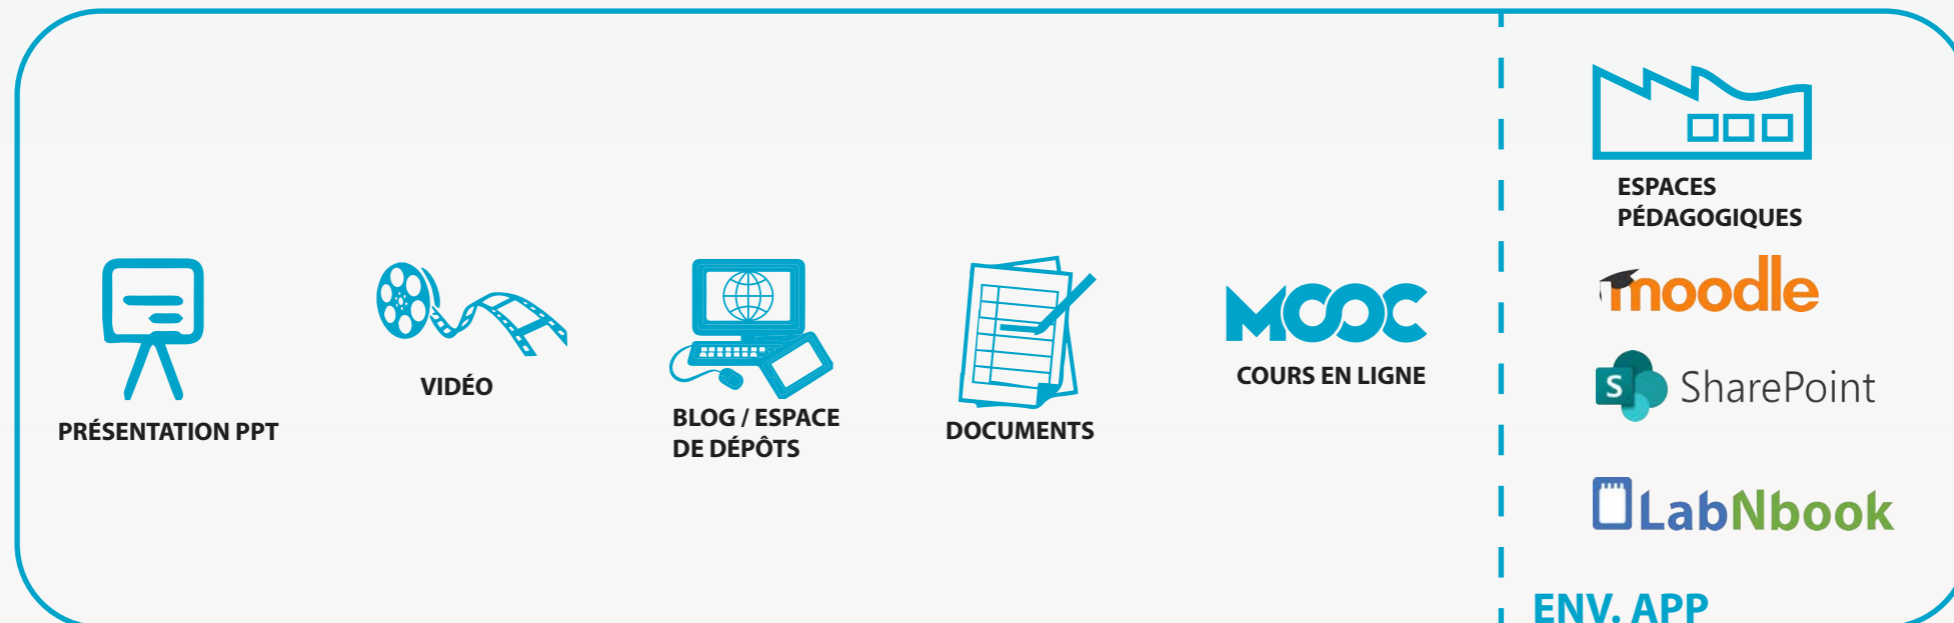 PRÉSENTATION PPT
VIDÉO
BLOG / ESPACE
DE DÉPÔTS
DOCUMENTS
MOOC
COURS EN LIGNE
ESPACES
PÉDAGOGIQUES
moodle
S SharePoint
LabNbook
ENV. APP